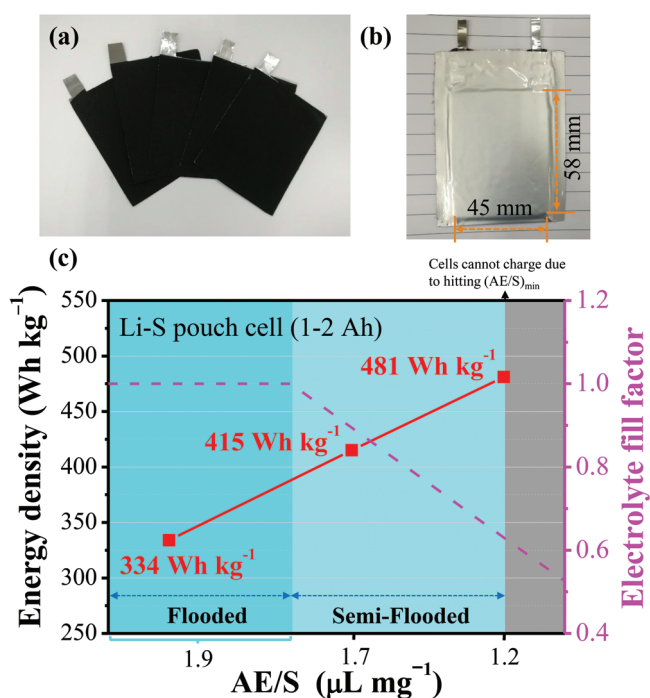 (a)
(b)
58 mm
45 mm
(c)
Cells cannot charge due
to hitting (AE/S)min
Energy density (Wh kg⁻¹)
550
500
450
400
350
300
250
Li-S pouch cell (1-2 Ah)
481 Wh kg⁻¹
415 Wh kg⁻¹
334 Wh kg⁻¹
Flooded
Semi-Flooded
1.2
1.0
0.8
0.6
0.4
Electrolyte fill factor
1.9
1.7
1.2
AE/S (μL mg⁻¹)